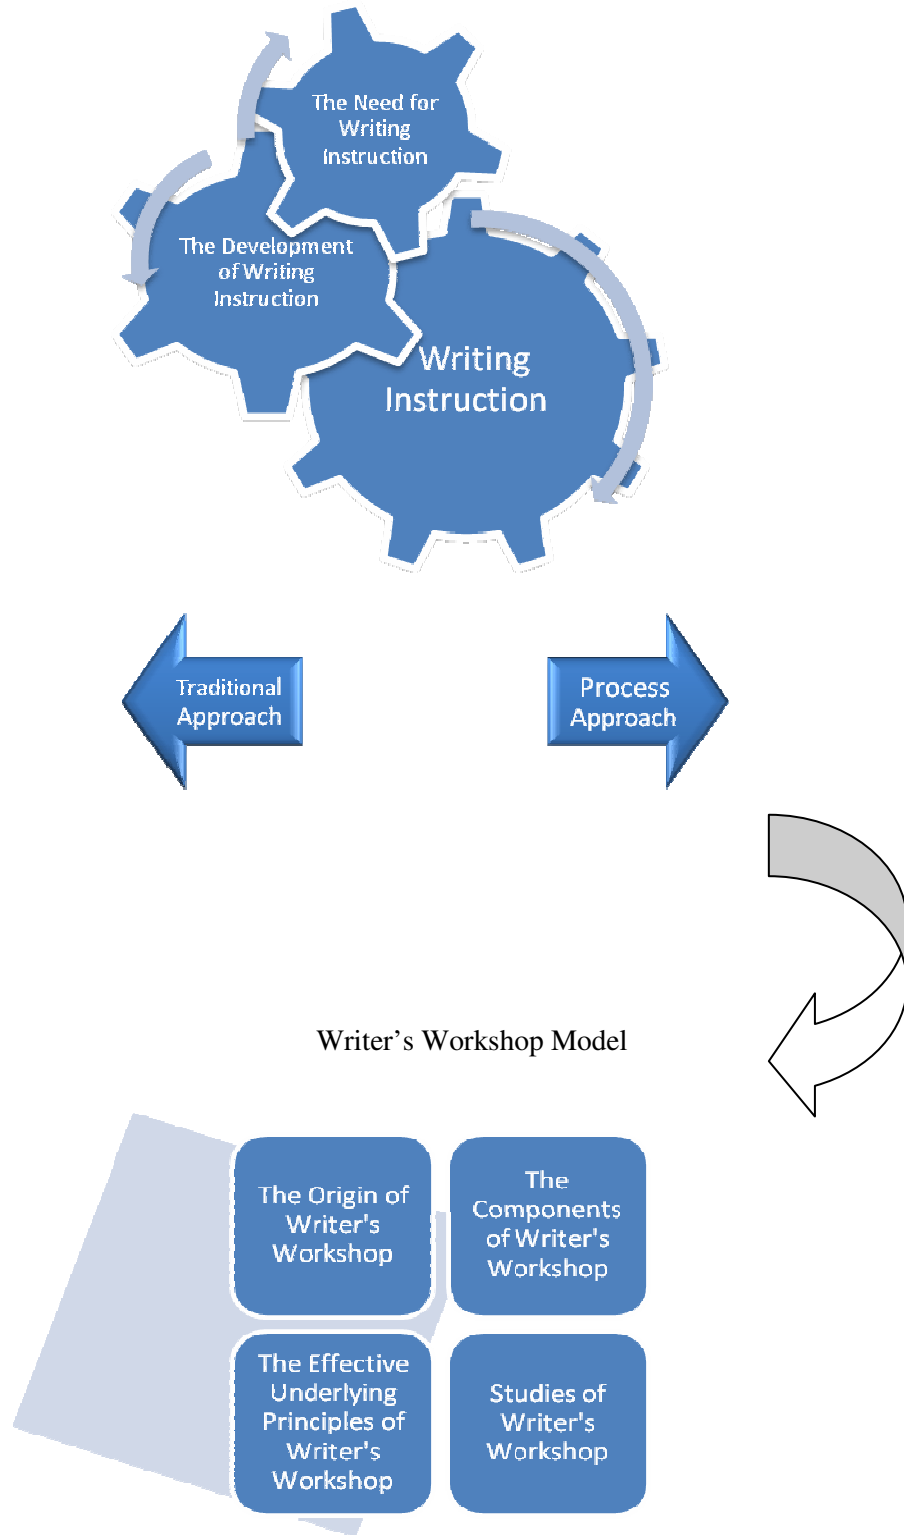 The Need for
Writing
Instruction
The Development
of Writing
Instruction
Writing
Instruction
Traditional
Approach
Process
Approach
Writer’s Workshop Model
The Origin of
Writer's
Workshop
The
Components
of Writer's
Workshop
The Effective
Underlying
Principles of
Writer's
Workshop
Studies of
Writer's
Workshop